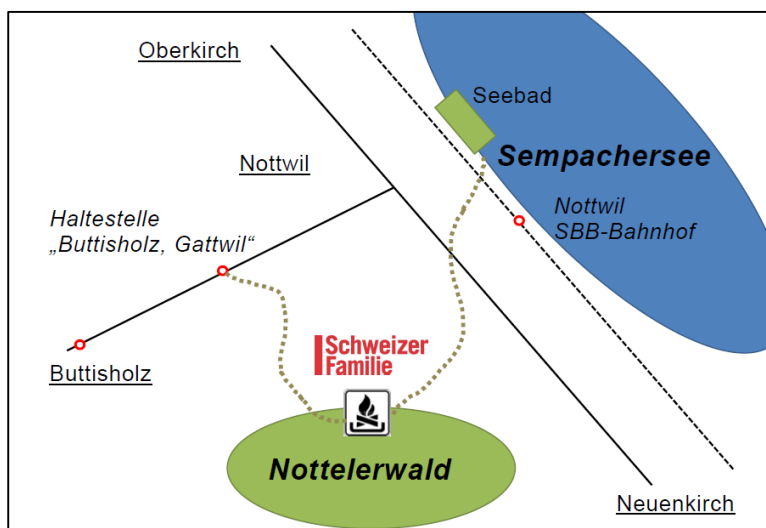 Oberkirch
Seebad
Sempachersee
Nottwil
Haltestelle
„Buttisholz, Gattwil“
Nottwil
SBB-Bahnhof
Schweizer
Familie
Buttisholz
Nottelerwald
Neuenkirch